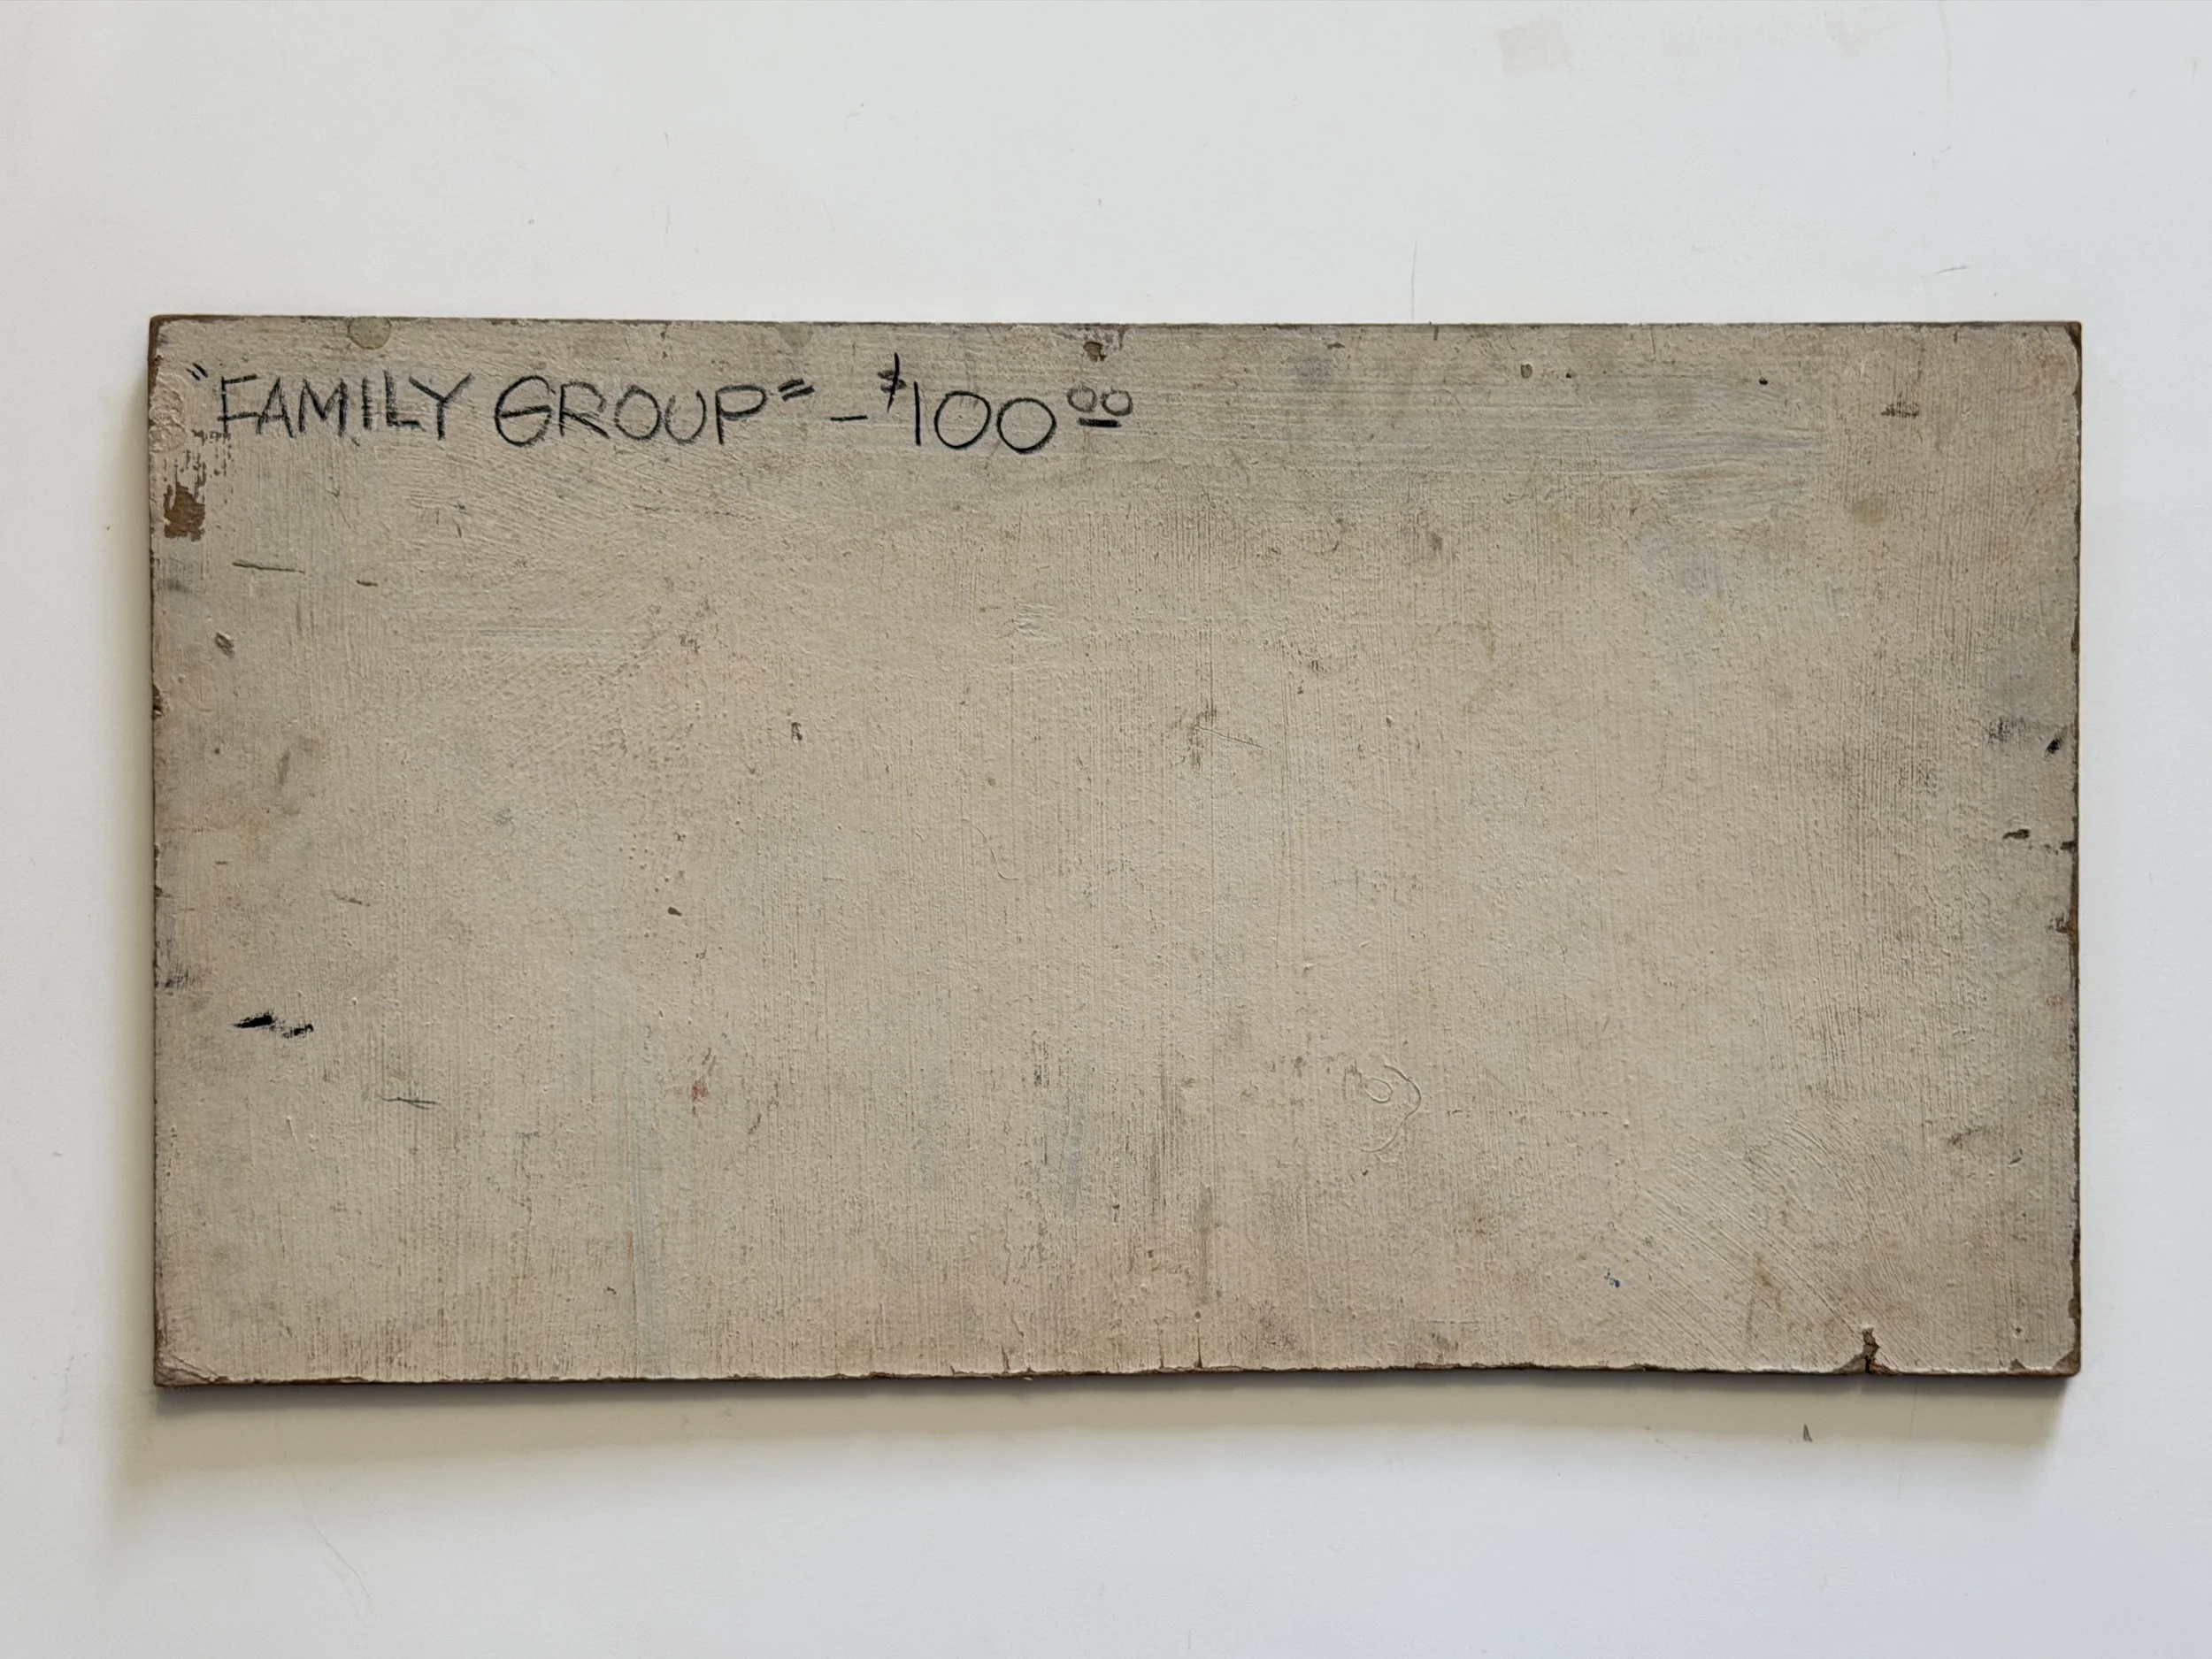 "FAMILY GROUP" - $100 00